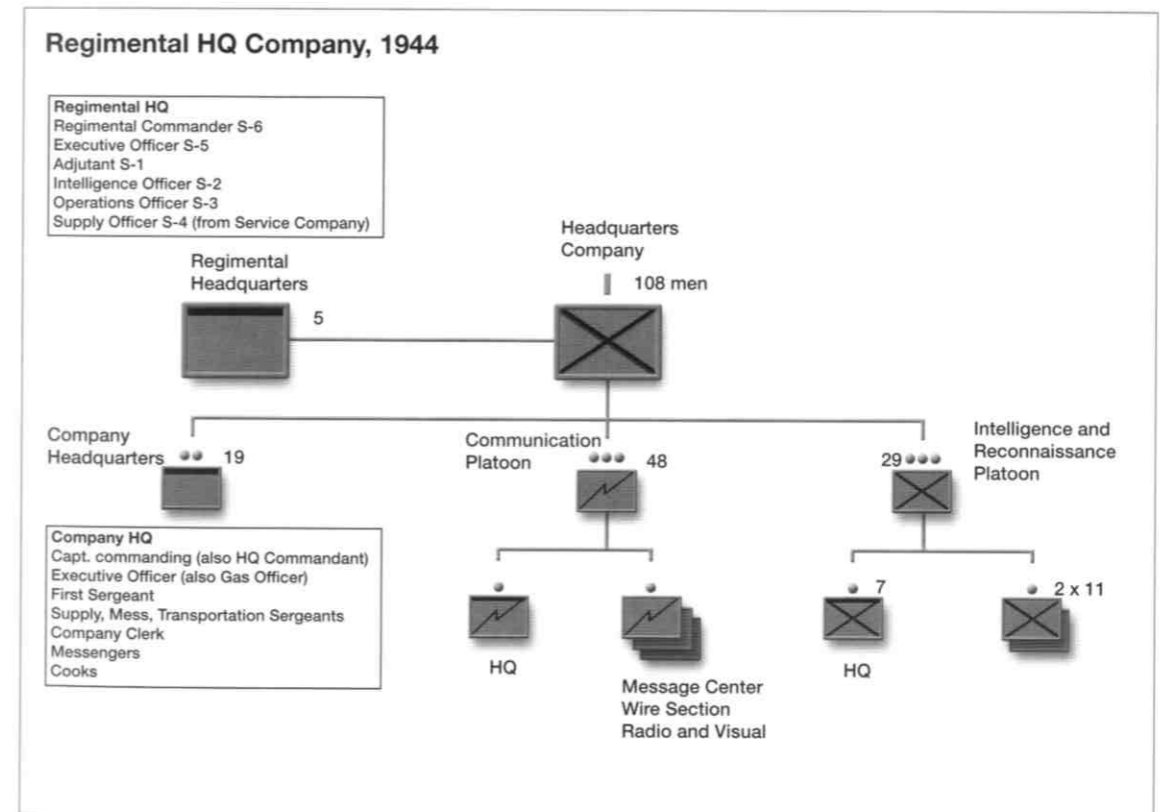 Regimental HQ Company, 1944
Regimental HQ
Regimental Commander S-6
Executive Officer S-5
Adjutant S-1
Intelligence Officer S-2
Operations Officer S-3
Supply Officer S-4 (from Service Company)
Regimental
Headquarters
5
Headquarters
Company
108 men
Company
Headquarters
19
Communication
Platoon
48
29
Intelligence and
Reconnaissance
Platoon
Company HQ
Capt. commanding (also HQ Commandant)
Executive Officer (also Gas Officer)
First Sergeant
Supply, Mess, Transportation Sergeants
Company Clerk
Messengers
Cooks
HQ
Message Center
Wire Section
Radio and Visual
7
HQ
2 x 11